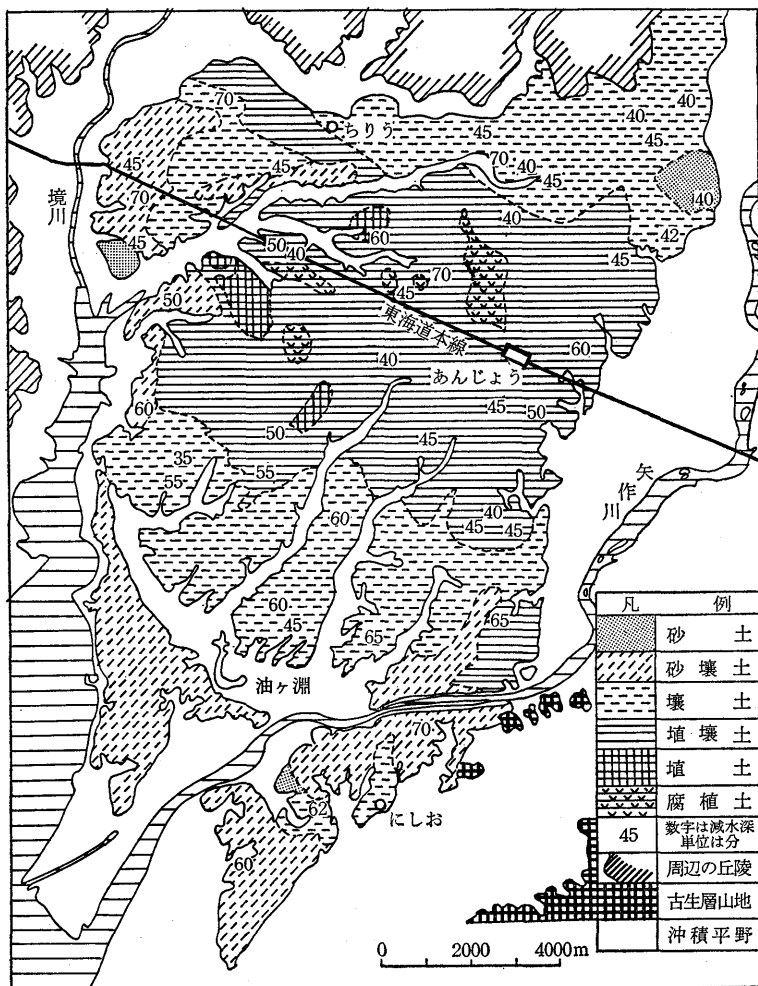 70
40
ちりう
45
40
45
45
70
40
45
45
40
70
境川
45
40
60
42
50
45
40
70
50
45
東海道本線
60
40
あんじょう
45
50
60
50
45
35
55
55
矢作川
60
40
45
45
60
45
65
65
油ヶ淵
70
62
にしお
60
凡例
砂土
砂壌土
壌土
埴壌土
埴土
腐植土
45
数字は減水深
単位は分
周辺の丘陵
古生層山地
沖積平野
0 2000 4000m